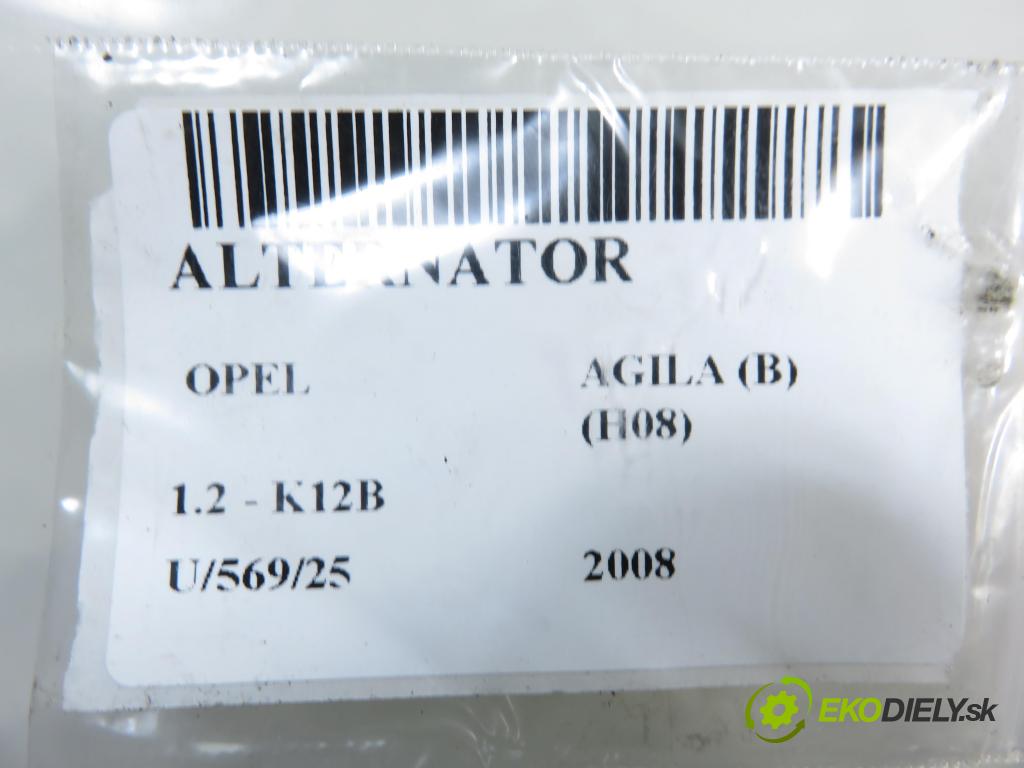 ALTERNATOR
OPEL AGILA (B)
(H08)
1.2 - K12B
U/569/25 2008
EKODIELY.sk